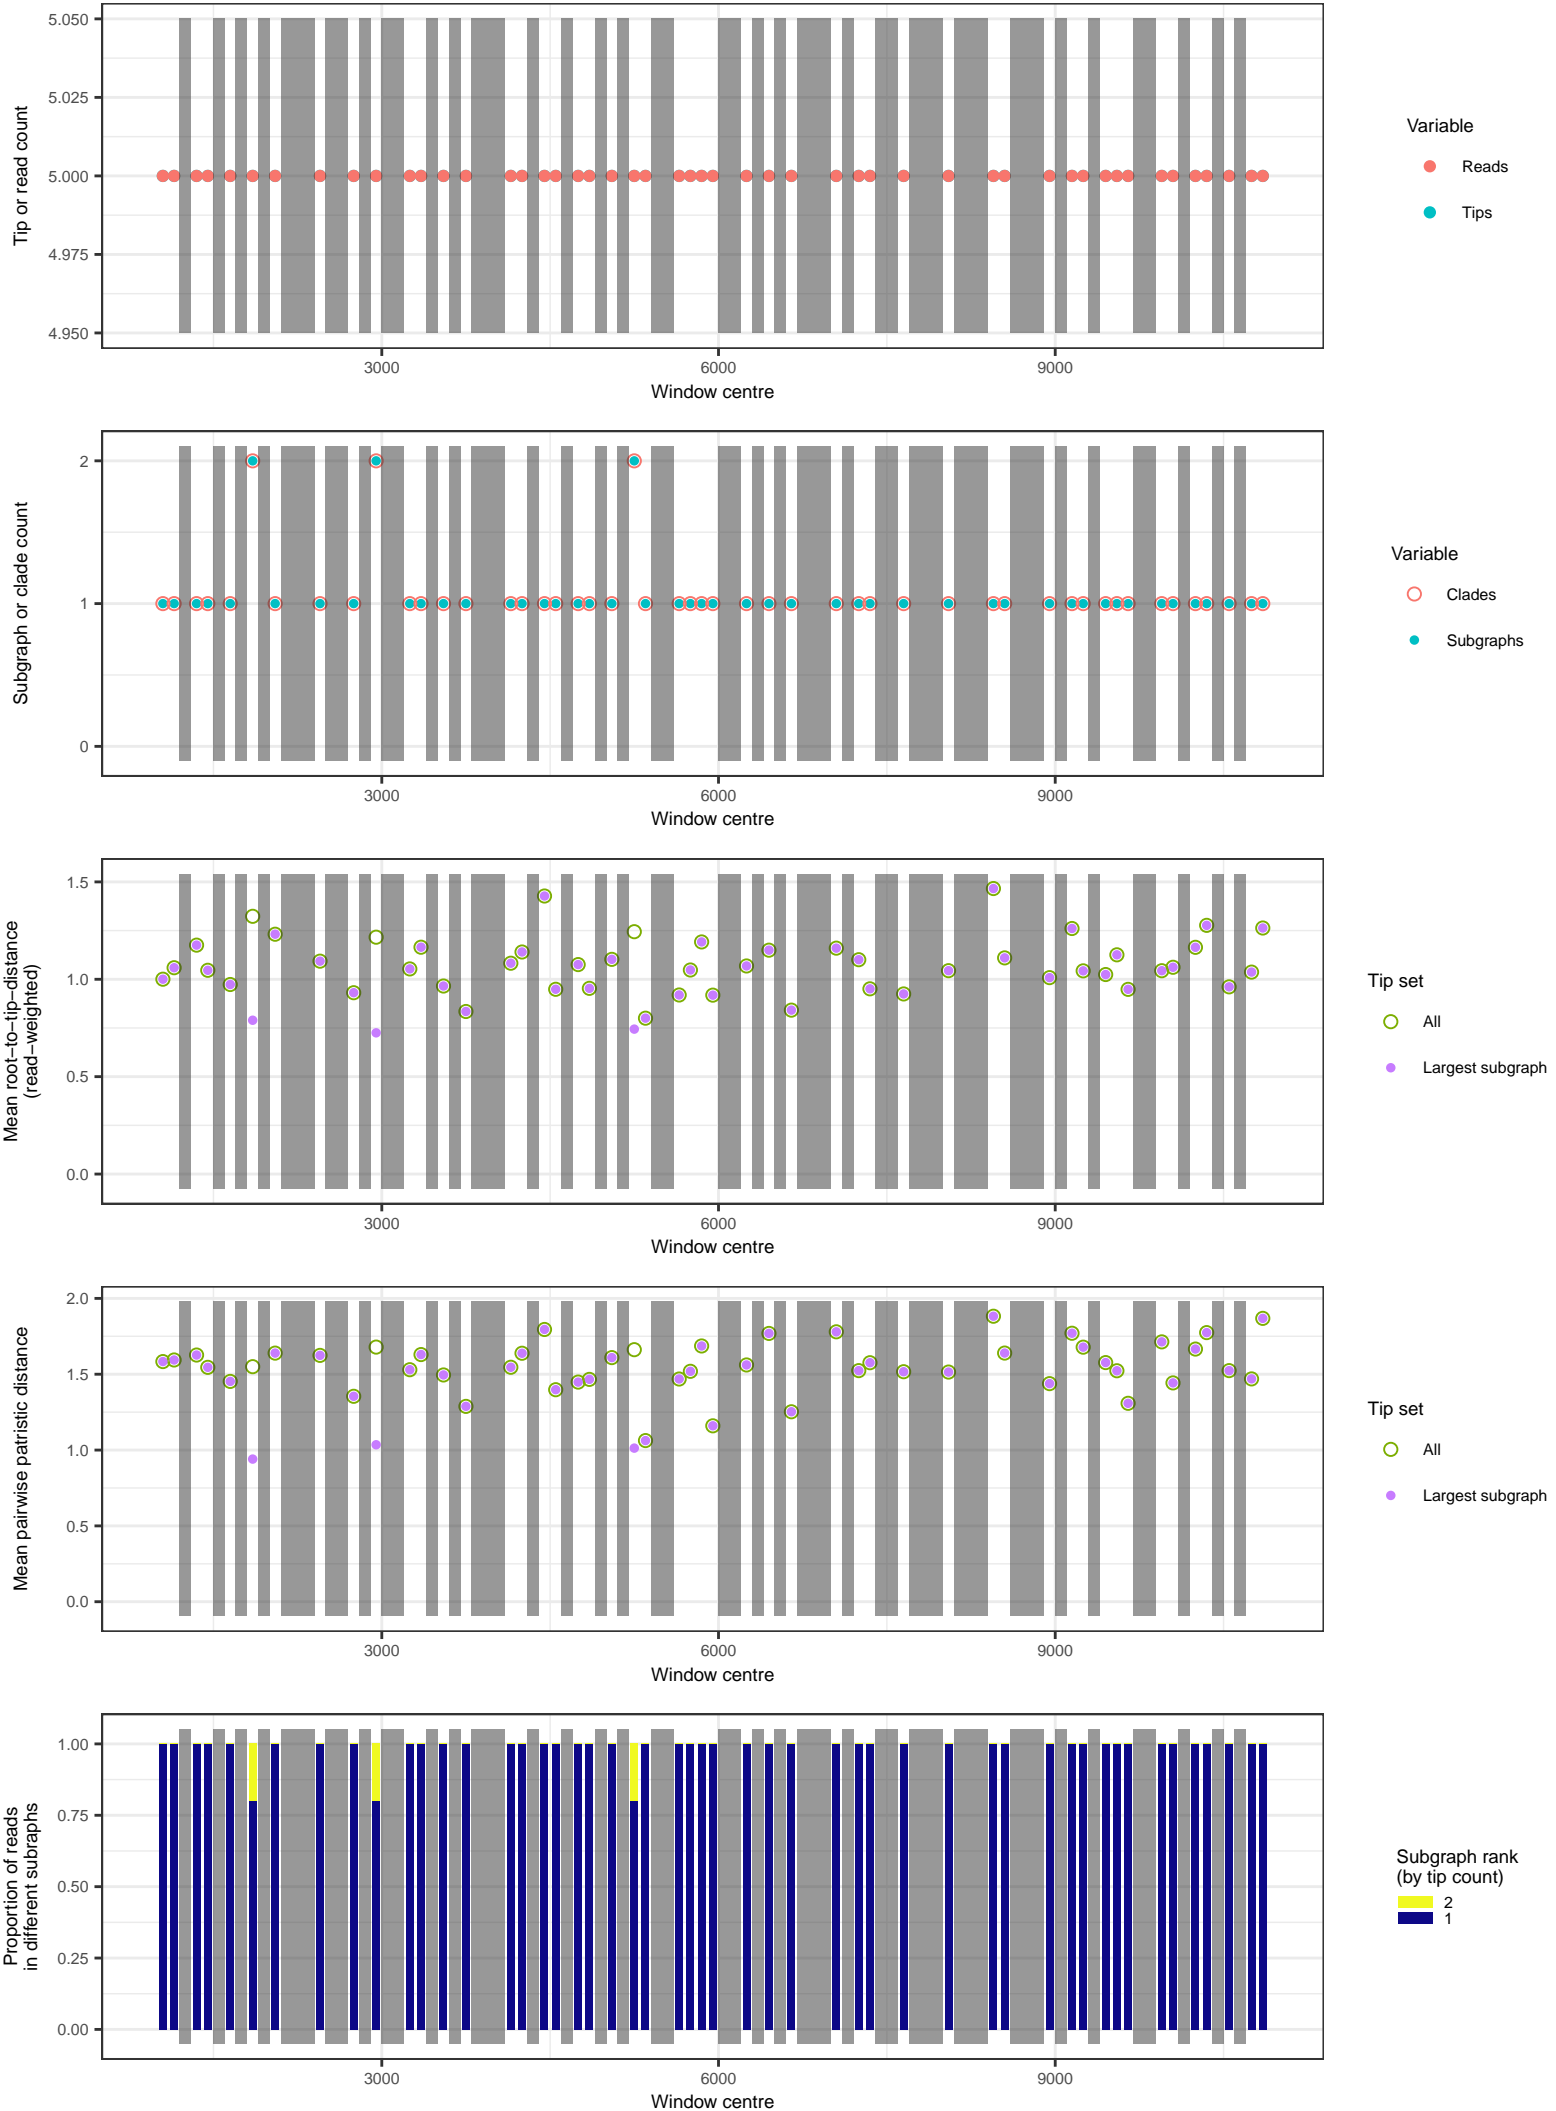 5.050
5.025
5.000
4.975
4.950
Tip or read count
3000
6000
9000
Window centre
Variable
Reads
Tips
2
1
0
Subgraph or clade count
3000
6000
9000
Window centre
Variable
Clades
Subgraphs
1.5
1.0
0.5
0.0
Mean root−to−tip−distance
(read−weighted)
3000
6000
9000
Window centre
Tip set
All
Largest subgraph
2.0
1.5
1.0
0.5
0.0
Mean pairwise patristic distance
3000
6000
9000
Window centre
Tip set
All
Largest subgraph
1.00
0.75
0.50
0.25
0.00
Proportion of reads
in different subraphs
3000
6000
9000
Window centre
Subgraph rank
(by tip count)
2
1